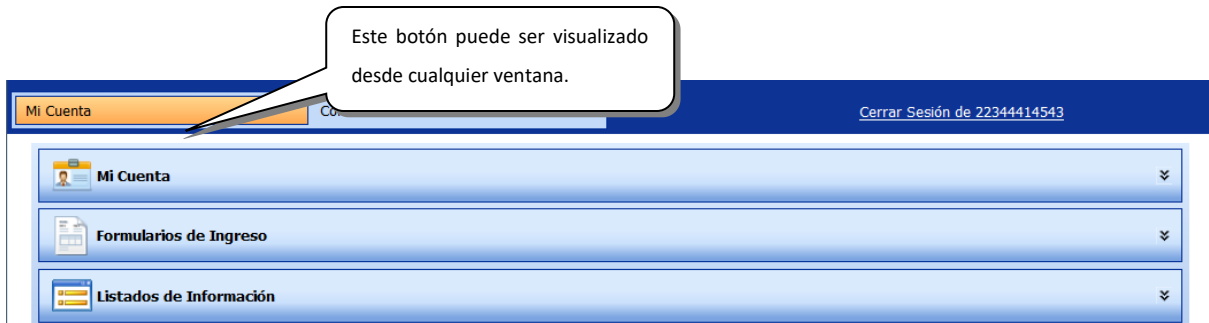 Este botón puede ser visualizado
desde cualquier ventana.
Mi Cuenta
Cerrar Sesión de 22344414543
Mi Cuenta
Formularios de Ingreso
Listados de Información